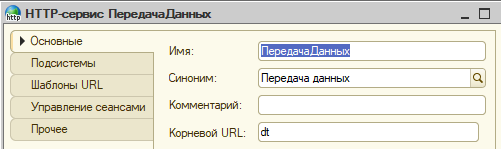 http HTTP-сервис ПередачаДанных
Основные
Подсистемы
Шаблоны URL
Управление сеансами
Прочее
Имя: ПередачаДанных
Синоним: Передача данных
Комментарий:
Корневой URL: dt